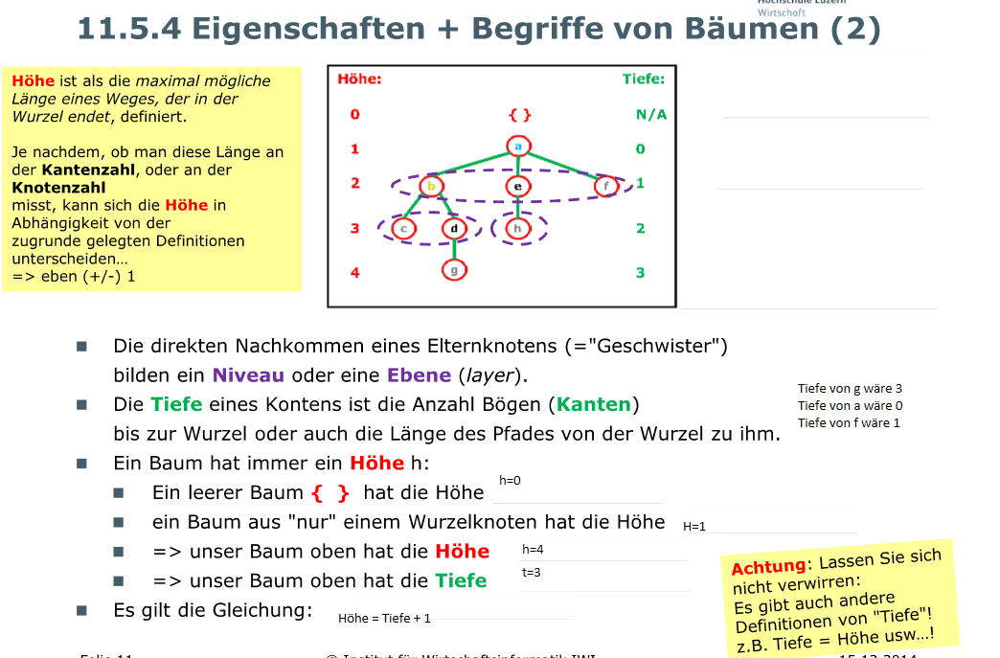 Hochschule Luzern
Wirtschaft
11.5.4 Eigenschaften + Begriffe von Bäumen (2)
Höhe ist als die maximal mögliche
Länge eines Weges, der in der
Wurzel endet, definiert.
Je nachdem, ob man diese Länge an
der Kantenzahl, oder an der
Knotenzahl
misst, kann sich die Höhe in
Abhängigkeit von der
zugrunde gelegten Definitionen
unterscheiden...
=> eben (+/-) 1
Höhe: Tiefe:
0 { } N/A
1 a 0
2 b e f 1
3 c d h 2
4 g 3
Die direkten Nachkommen eines Elternknotens (="Geschwister")
bilden ein Niveau oder eine Ebene (layer).
Die Tiefe eines Kontens ist die Anzahl Bögen (Kanten)
bis zur Wurzel oder auch die Länge des Pfades von der Wurzel zu ihm.
Tiefe von g wäre 3
Tiefe von a wäre 0
Tiefe von f wäre 1
Ein Baum hat immer ein Höhe h:
Ein leerer Baum { } hat die Höhe h=0
ein Baum aus "nur" einem Wurzelknoten hat die Höhe H=1
=> unser Baum oben hat die Höhe h=4
=> unser Baum oben hat die Tiefe t=3
Es gilt die Gleichung: Höhe = Tiefe + 1
Achtung: Lassen Sie sich
nicht verwirren:
Es gibt auch andere
Definitionen von "Tiefe"!
z.B. Tiefe = Höhe usw...!
Folie 11 © Institut für Wirtschaftsinformatik IWI 15.12.2014